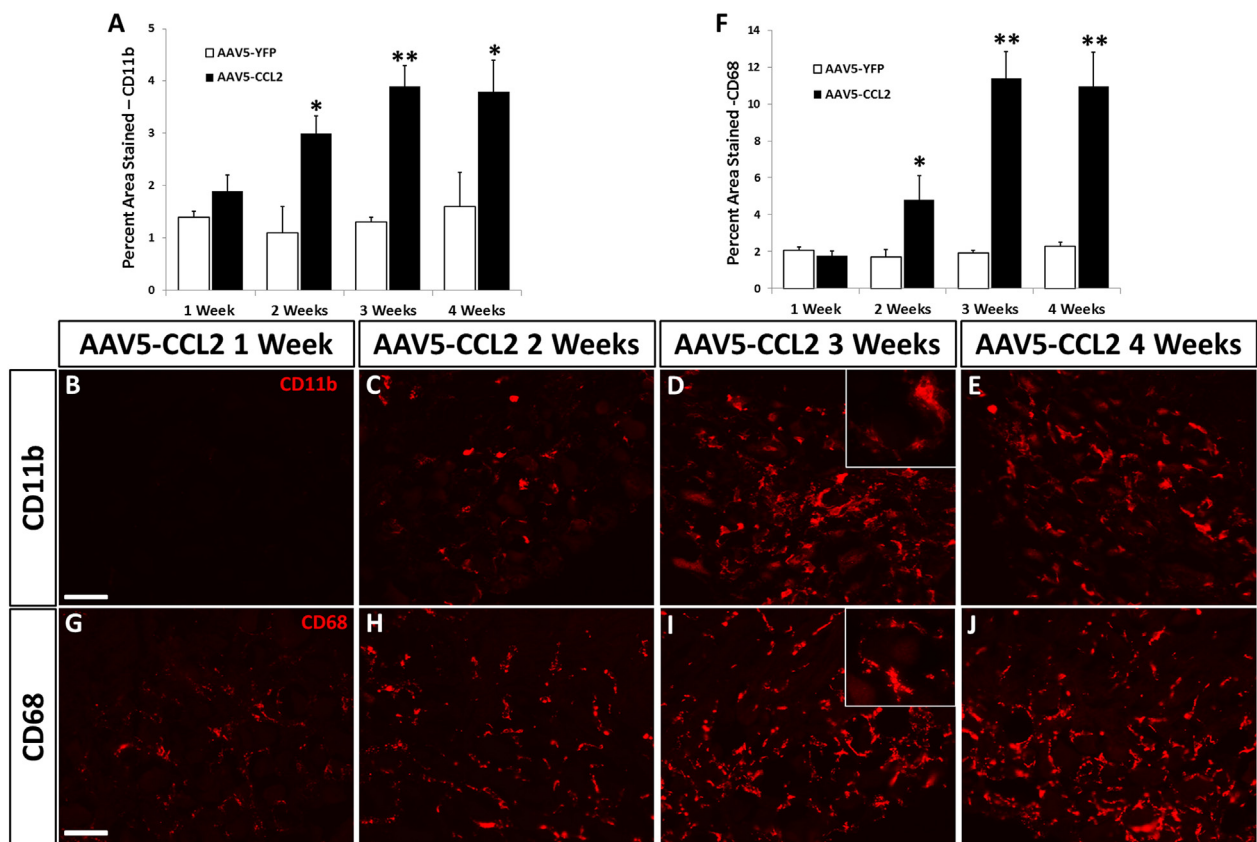 A
Percent Area Stained – CD11b
5
4
3
2
1
0
AAV5-YFP
AAV5-CCL2
*
**
*
1 Week
2 Weeks
3 Weeks
4 Weeks
F
Percent Area Stained -CD68
14
12
10
8
6
4
2
0
AAV5-YFP
AAV5-CCL2
*
**
**
1 Week
2 Weeks
3 Weeks
4 Weeks
AAV5-CCL2 1 Week
AAV5-CCL2 2 Weeks
AAV5-CCL2 3 Weeks
AAV5-CCL2 4 Weeks
CD11b
B
CD11b
C
D
E
CD68
G
CD68
H
I
J